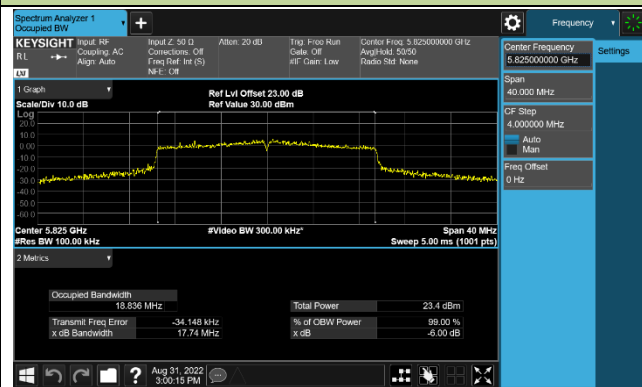 Spectrum Analyzer 1
Occupied BW
Frequency
KEYSIGHT
Input: RF
Coupling: AC
Align: Auto
Input Z: 50 Ω
Corrections: Off
Freq Ref: Int (S)
NFE: Off
Atten: 20 dB
Trig: Free Run
Gate: Off
#IF Gain: Low
Center Freq: 5.825000000 GHz
Avg|Hold: 50/50
Radio Std: None
RL
LXI
Center Frequency
5.825000000 GHz
Settings
Span
40.000 MHz
CF Step
4.000000 MHz
Auto
Man
Freq Offset
0 Hz
1 Graph
Scale/Div 10.0 dB
Ref Lvl Offset 23.00 dB
Ref Value 30.00 dBm
Log
20.0
10.0
0.00
-10.0
-20.0
-30.0
-40.0
-50.0
-60.0
Center 5.825 GHz
#Res BW 100.00 kHz
#Video BW 300.00 kHz*
Span 40 MHz
Sweep 5.00 ms (1001 pts)
2 Metrics
Occupied Bandwidth
18.836 MHz
Total Power
23.4 dBm
Transmit Freq Error
-34.148 kHz
% of OBW Power
99.00 %
x dB Bandwidth
17.74 MHz
x dB
-6.00 dB
Aug 31, 2022
3:00:15 PM